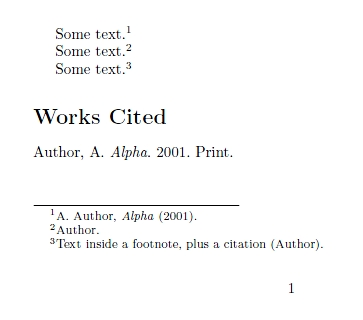 Some text.¹
Some text.²
Some text.³
Works Cited
Author, A. Alpha. 2001. Print.
¹A. Author, Alpha (2001).
²Author.
³Text inside a footnote, plus a citation (Author).
1